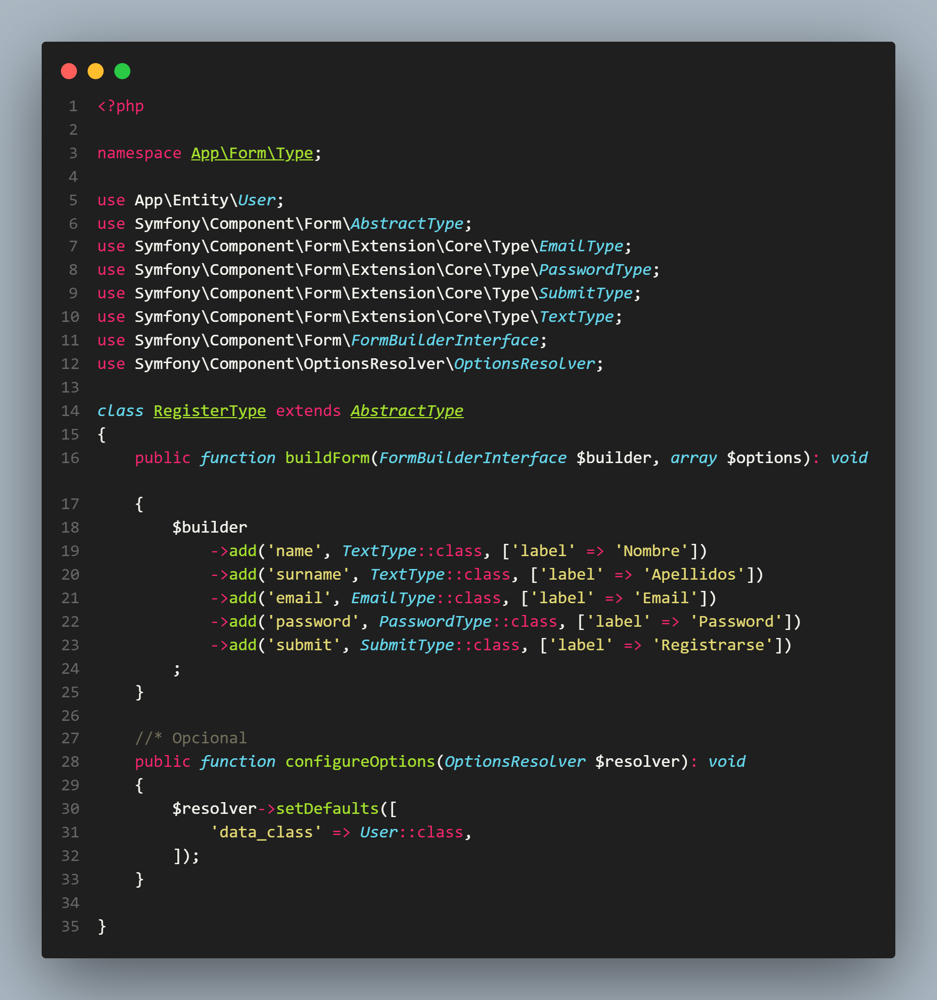 1 <?php
2
3 namespace App\Form\Type;
4
5 use App\Entity\User;
6 use Symfony\Component\Form\AbstractType;
7 use Symfony\Component\Form\Extension\Core\Type\EmailType;
8 use Symfony\Component\Form\Extension\Core\Type\PasswordType;
9 use Symfony\Component\Form\Extension\Core\Type\SubmitType;
10 use Symfony\Component\Form\Extension\Core\Type\TextType;
11 use Symfony\Component\Form\FormBuilderInterface;
12 use Symfony\Component\OptionsResolver\OptionsResolver;
13
14 class RegisterType extends AbstractType
15 {
16     public function buildForm(FormBuilderInterface $builder, array $options): void
17     {
18         $builder
19             ->add('name', TextType::class, ['label' => 'Nombre'])
20             ->add('surname', TextType::class, ['label' => 'Apellidos'])
21             ->add('email', EmailType::class, ['label' => 'Email'])
22             ->add('password', PasswordType::class, ['label' => 'Password'])
23             ->add('submit', SubmitType::class, ['label' => 'Registrarse'])
24         ;
25     }
26
27     //* Opcional
28     public function configureOptions(OptionsResolver $resolver): void
29     {
30         $resolver->setDefaults([
31             'data_class' => User::class,
32         ]);
33     }
34
35 }